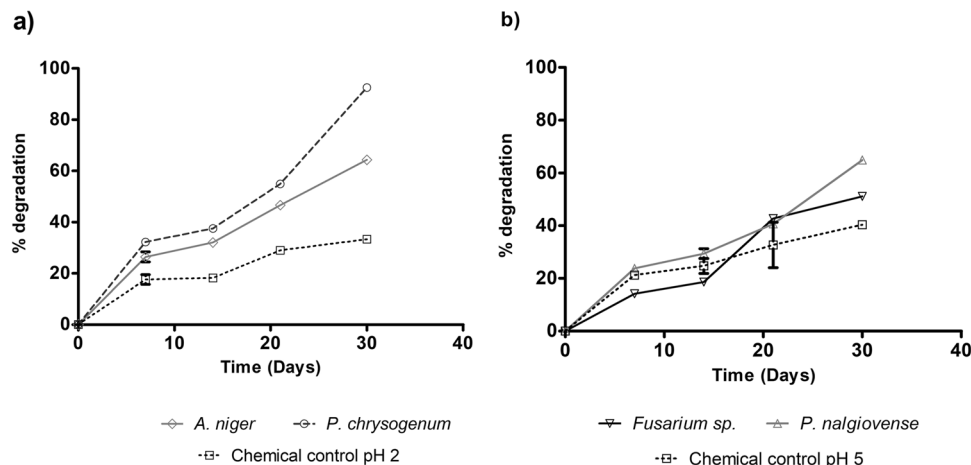 a)
100
80
60
40
20
0
% degradation
0 10 20 30 40
Time (Days)
A. niger P. chrysogenum
Chemical control pH 2
b)
100
80
60
40
20
0
% degradation
0 10 20 30 40
Time (Days)
Fusarium sp. P. nalgiovense
Chemical control pH 5